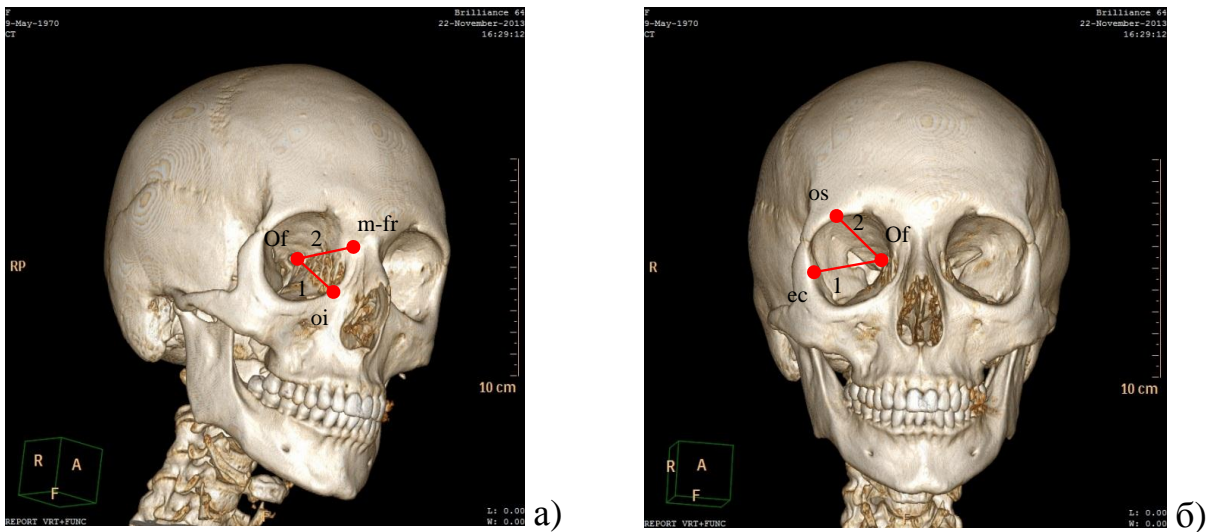 F
9-May-1970
CT
Brilliance 64
22-November-2013
16:29:12
Of
2
m-fr
1
oi
RP
10 cm
R
A
F
REPORT VRT+FUNC
L: 0.00
W: 0.00
а)
F
9-May-1970
CT
Brilliance 64
22-November-2013
16:29:12
os
2
Of
ec
1
R
10 cm
R
A
F
REPORT VRT+FUNC
L: 0.00
W: 0.00
б)